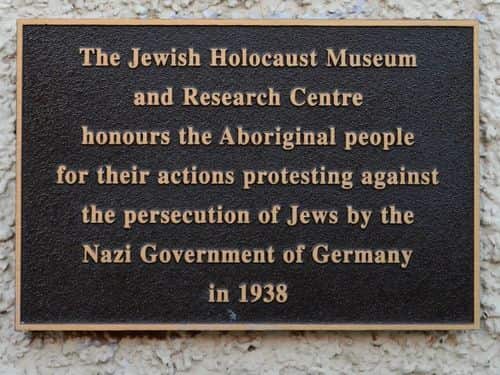 The Jewish Holocaust Museum
and Research Centre
honours the Aboriginal people
for their actions protesting against
the persecution of Jews by the
Nazi Government of Germany
in 1938